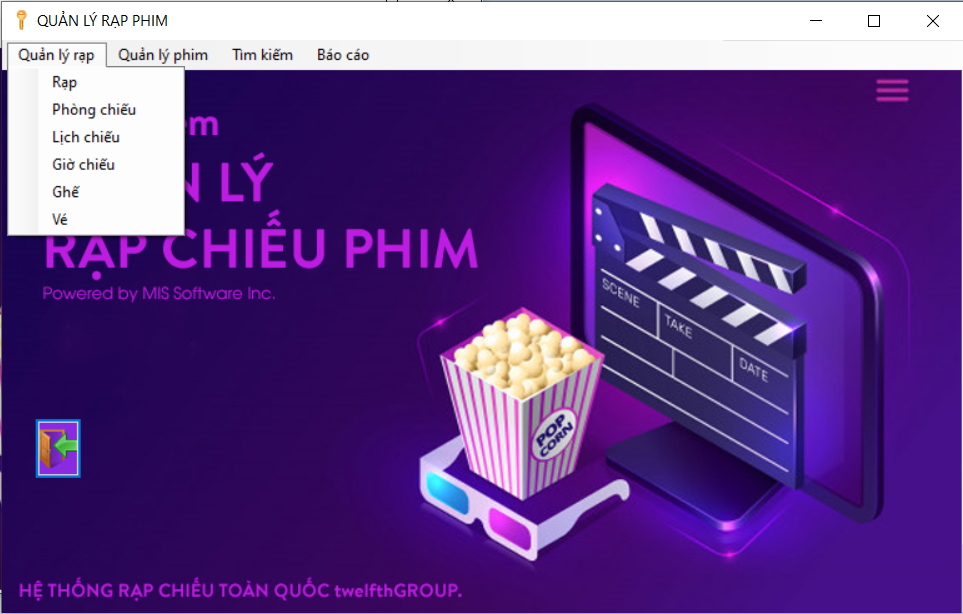 QUẢN LÝ RẠP PHIM
Quản lý rạp Quản lý phim Tìm kiếm Báo cáo
Rạp
Phòng chiếu
Lịch chiếu
Giờ chiếu
Ghế
Vé
LÝ
RẠP CHIẾU PHIM
Powered by MIS Software Inc.
SCENE
TAKE
DATE
POP
CORN
HỆ THỐNG RẠP CHIẾU TOÀN QUỐC twelfthGROUP.